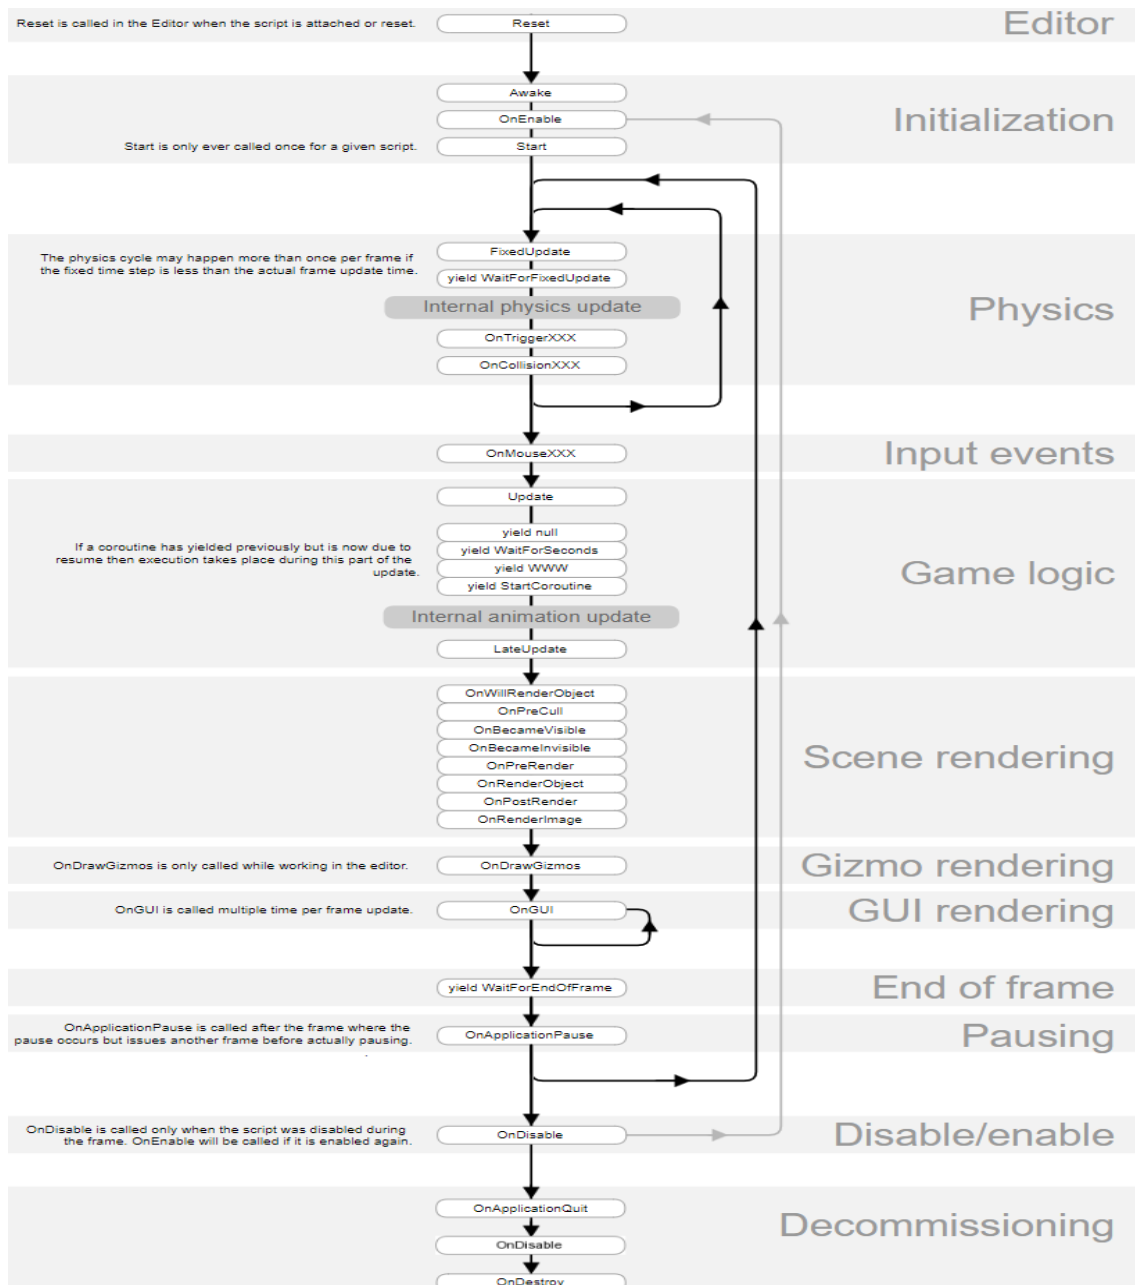 Reset is called in the Editor when the script is attached or reset.
Reset
Editor
Awake
OnEnable
Initialization
Start is only ever called once for a given script.
Start
The physics cycle may happen more than once per frame if
the fixed time step is less than the actual frame update time.
FixedUpdate
yield WaitForFixedUpdate
Internal physics update
Physics
OnTriggerXXX
OnCollisionXXX
OnMouseXXX
Input events
Update
If a coroutine has yielded previously but is now due to
resume then execution takes place during this part of the
update.
yield null
yield WaitForSeconds
yield WWW
yield StartCoroutine
Game logic
Internal animation update
LateUpdate
OnWillRenderObject
OnPreCull
OnBecameVisible
OnBecameInvisible
OnPreRender
OnRenderObject
OnPostRender
OnRenderImage
Scene rendering
OnDrawGizmos is only called while working in the editor.
OnDrawGizmos
Gizmo rendering
OnGUI is called multiple time per frame update.
OnGUI
GUI rendering
yield WaitForEndOfFrame
End of frame
OnApplicationPause is called after the frame where the
pause occurs but issues another frame before actually pausing.
OnApplicationPause
Pausing
OnDisable is called only when the script was disabled during
the frame. OnEnable will be called if it is enabled again.
OnDisable
Disable/enable
OnApplicationQuit
Decommissioning
OnDisable
OnDestroy